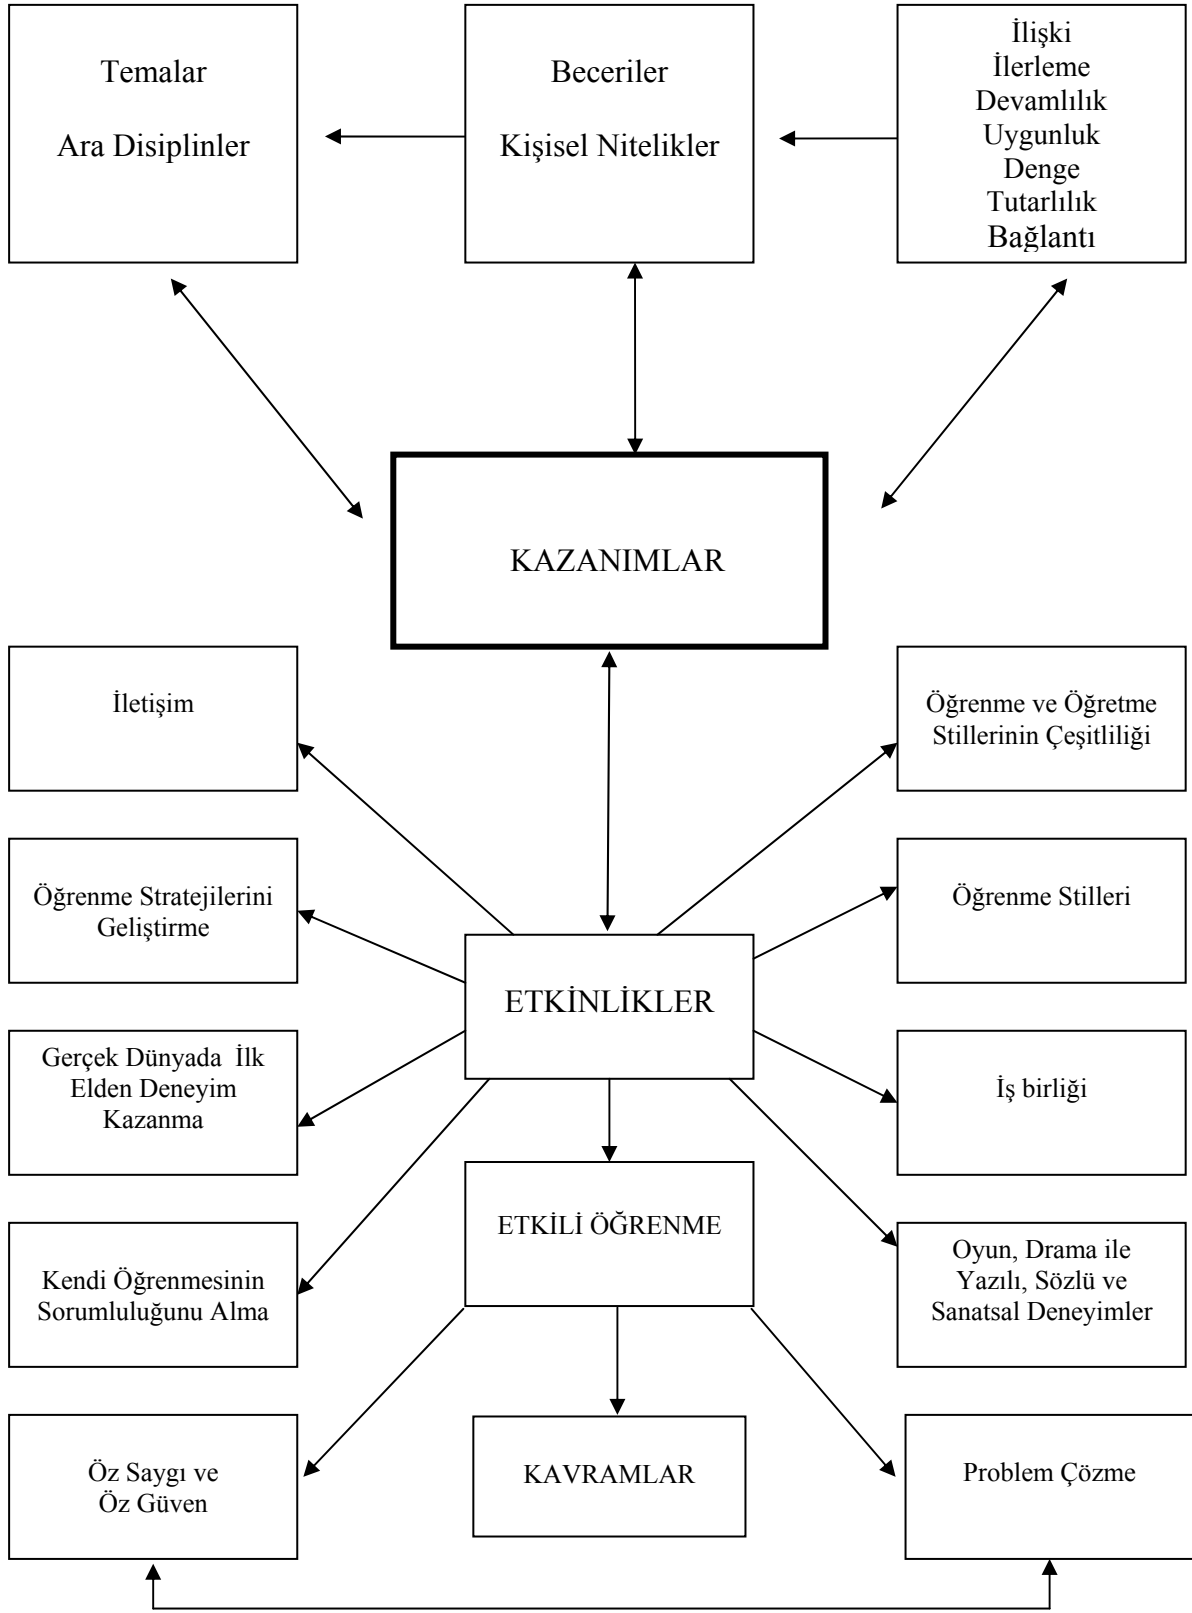 Temalar
Ara Disiplinler
Beceriler
Kişisel Nitelikler
İlişki
İlerleme
Devamlılık
Uygunluk
Denge
Tutarlılık
Bağlantı
KAZANIMLAR
İletişim
Öğrenme ve Öğretme
Stillerinin Çeşitliliği
Öğrenme Stratejilerini
Geliştirme
Öğrenme Stilleri
ETKİNLİKLER
Gerçek Dünyada İlk
Elden Deneyim
Kazanma
İş birliği
ETKİLİ ÖĞRENME
Kendi Öğrenmesinin
Sorumluluğunu Alma
Oyun, Drama ile
Yazılı, Sözlü ve
Sanatsal Deneyimler
Öz Saygı ve
Öz Güven
KAVRAMLAR
Problem Çözme